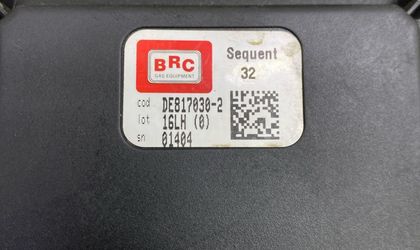 BRC
GAS EQUIPMENT
Sequent
32
cod DE817030-2
lot 16LH (0)
sn 01404